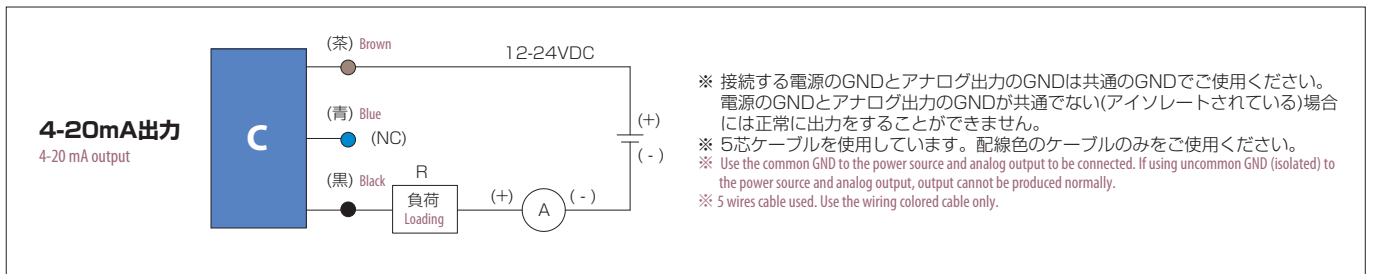 4-20mA出力
4-20 mA output
C
(茶) Brown
12-24VDC
(青) Blue
(NC)
(黒) Black
R
負荷
Loading
(+)
A
( - )
(+)
( - )
※ 接続する電源のGNDとアナログ出力のGNDは共通のGNDでご使用ください。
電源のGNDとアナログ出力のGNDが共通でない(アイソレートされている)場合
には正常に出力をすることができません。
※ 5芯ケーブルを使用しています。配線色のケーブルのみをご使用ください。
※ Use the common GND to the power source and analog output to be connected. If using uncommon GND (isolated) to
the power source and analog output, output cannot be produced normally.
※ 5 wires cable used. Use the wiring colored cable only.